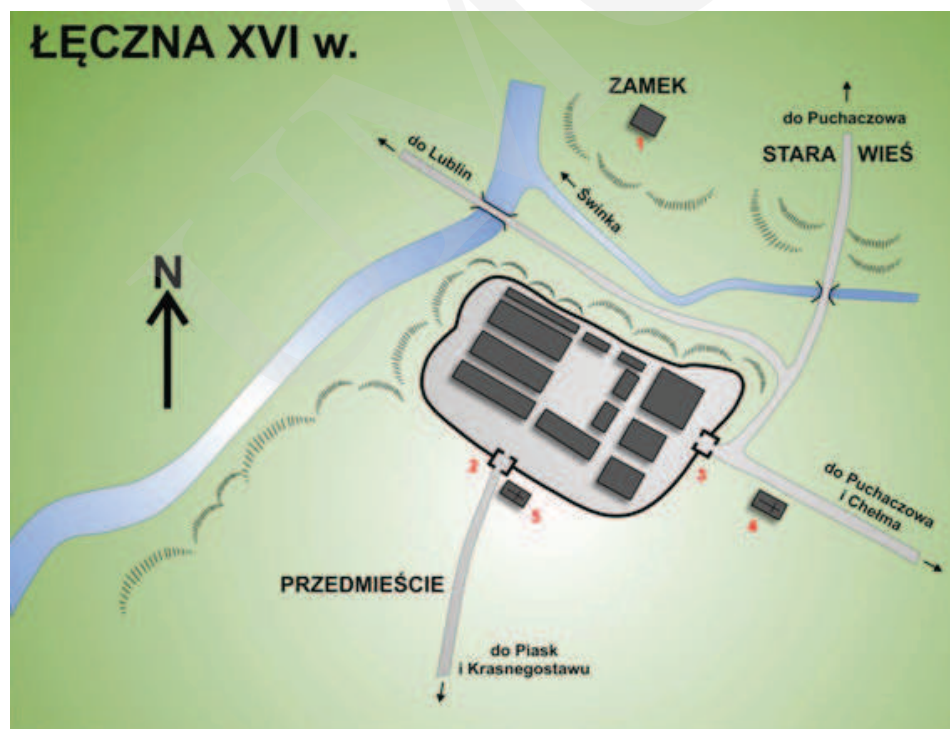 ŁĘCZNA XVI w.
ZAMEK
1
do Puchaczowa
STARA WIEŚ
do Lublin
Świnka
N
2
3
do Puchaczowa
i Chełma
4
5
PRZEDMIEŚCIE
do Piask
i Krasnegostawu